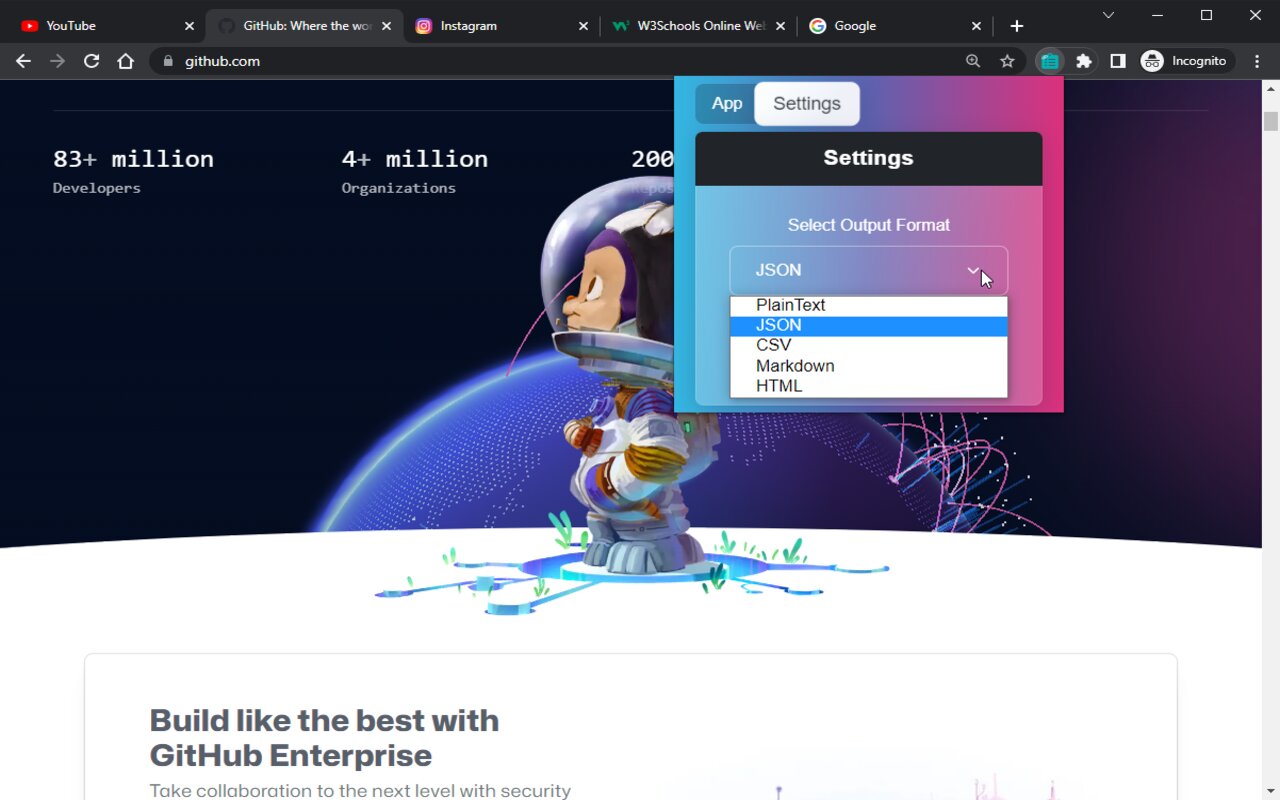 YouTube
GitHub: Where the wor
Instagram
W3Schools Online Web
Google
github.com
Incognito
App
Settings
Settings
83+ million
4+ million
200
Developers
Organizations
Repos
Select Output Format
JSON
PlainText
JSON
CSV
Markdown
HTML
Build like the best with
GitHub Enterprise
Take collaboration to the next level with security